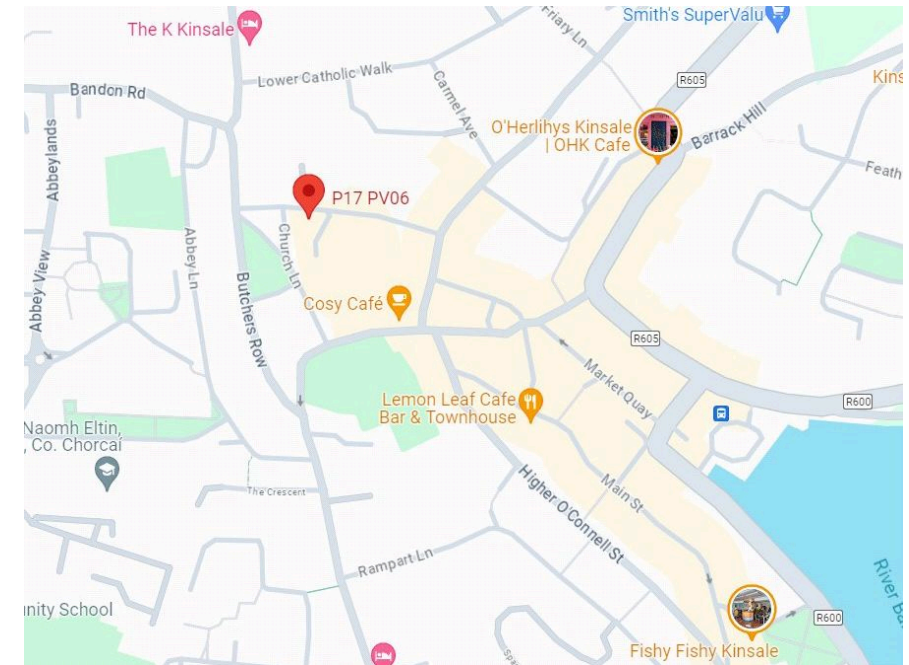 Smith's SuperValu
The K Kinsale
Friary Ln
Lower Catholic Walk
Carmel Ave
R605
Kins
Bandon Rd
O'Herlihys Kinsale
| OHK Cafe
Barrack Hill
Abbeylands
Feath
P17 PV06
Abbey Ln
Church Ln
Abbey View
Butchers Row
Cosy Café
R605
Market Quay
Lemon Leaf Cafe
Bar & Townhouse
R600
Naomh Eltin,
, Co. Chorcaí
The Crescent
Main St
Higher O'Connell St
Rampart Ln
River Ba
unity School
R600
Fishy Fishy Kinsale